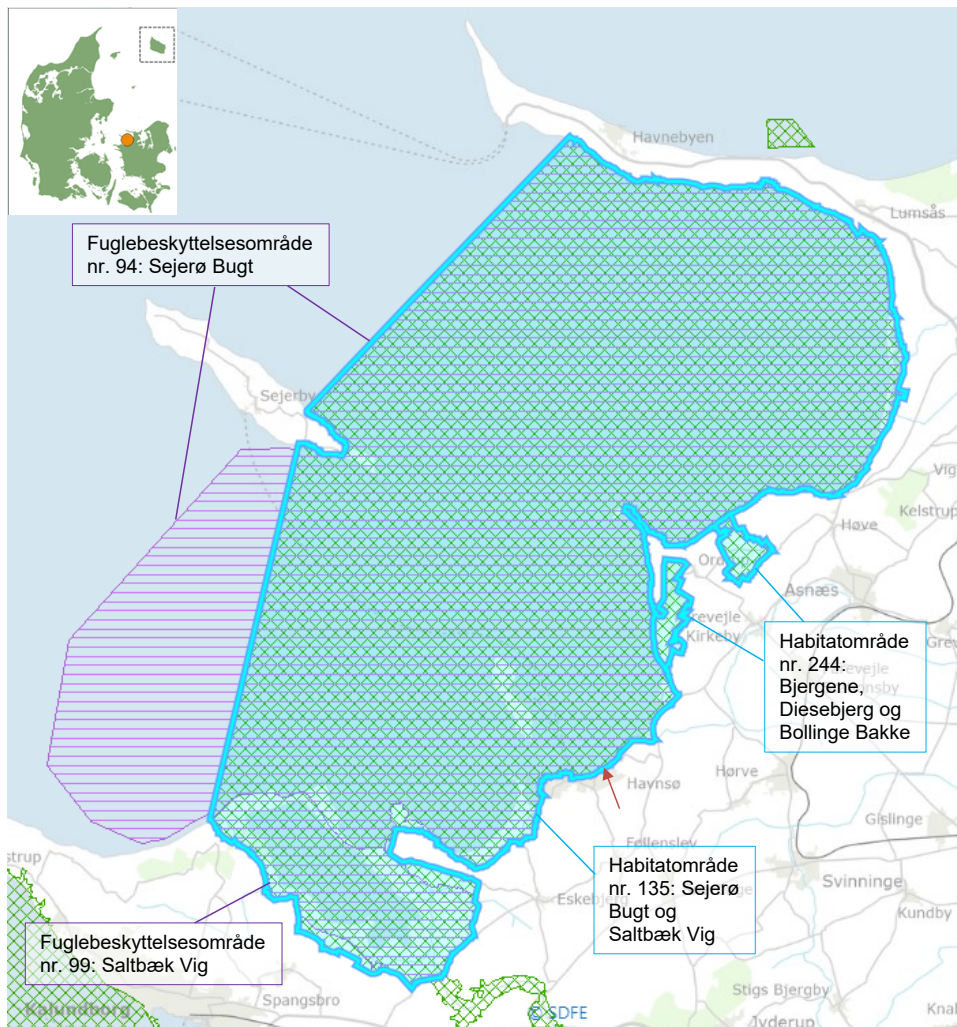 Havnebyen
Lumsås
Fuglebeskyttelsesområde
nr. 94: Sejerø Bugt
Sejerby
Vig
Kelstrup
Høve
Asnæs
Kirkeby
Habitatområde
nr. 244:
Bjergene,
Diesebjerg og
Bollinge Bakke
Havnsø
Hørve
Gislinge
Føllenslev
Svinninge
Eskebjerg
Kundby
Habitatområde
nr. 135: Sejerø
Bugt og
Saltbæk Vig
Fuglebeskyttelsesområde
nr. 99: Saltbæk Vig
Kalundborg
Spangsbro
© SDFE
Stigs Bjergby
Jyderup